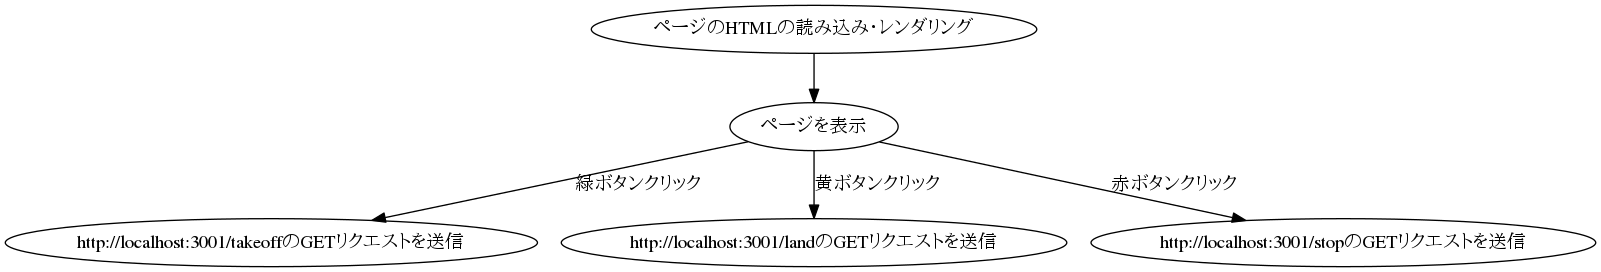 ページのHTMLの読み込み・レンダリング
ページを表示
緑ボタンクリック
黄ボタンクリック
赤ボタンクリック
http://localhost:3001/takeoffのGETリクエストを送信
http://localhost:3001/landのGETリクエストを送信
http://localhost:3001/stopのGETリクエストを送信